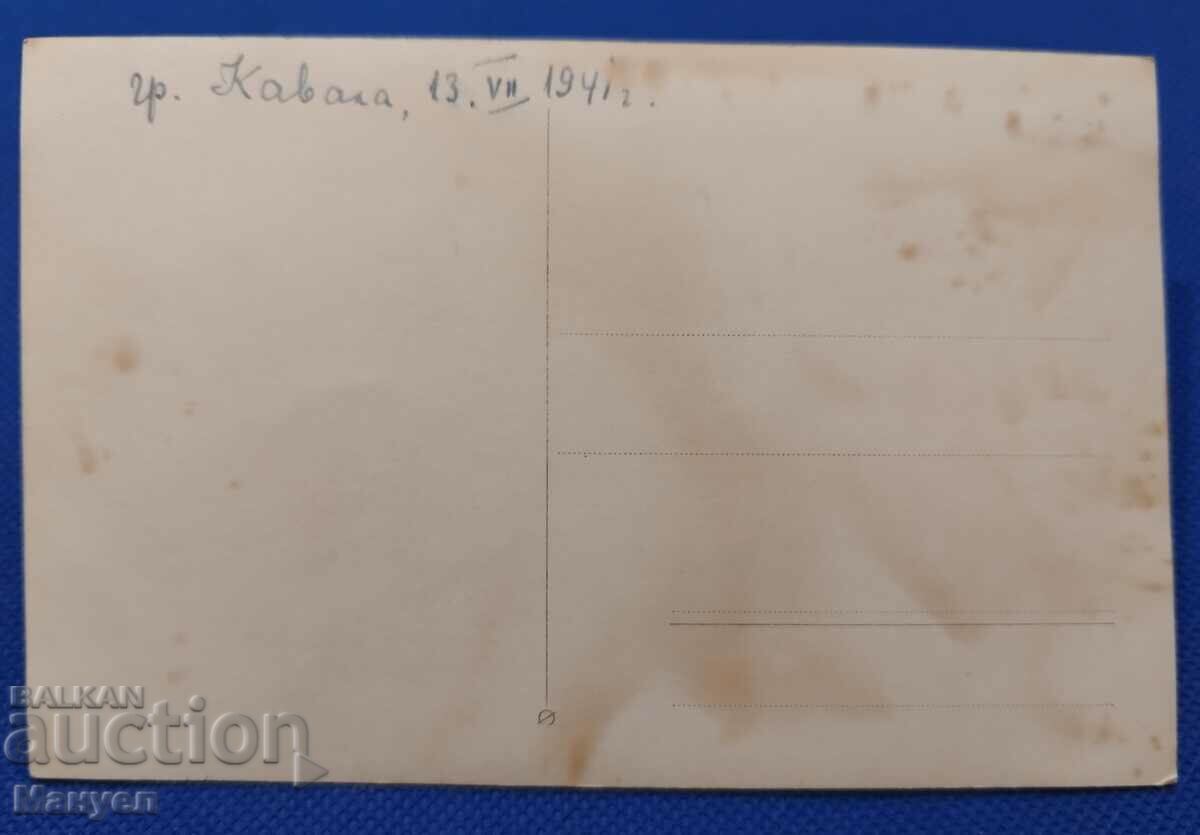 гр. Кавала, 13. VII 1941 г.
BALKAN
auction
Мануел